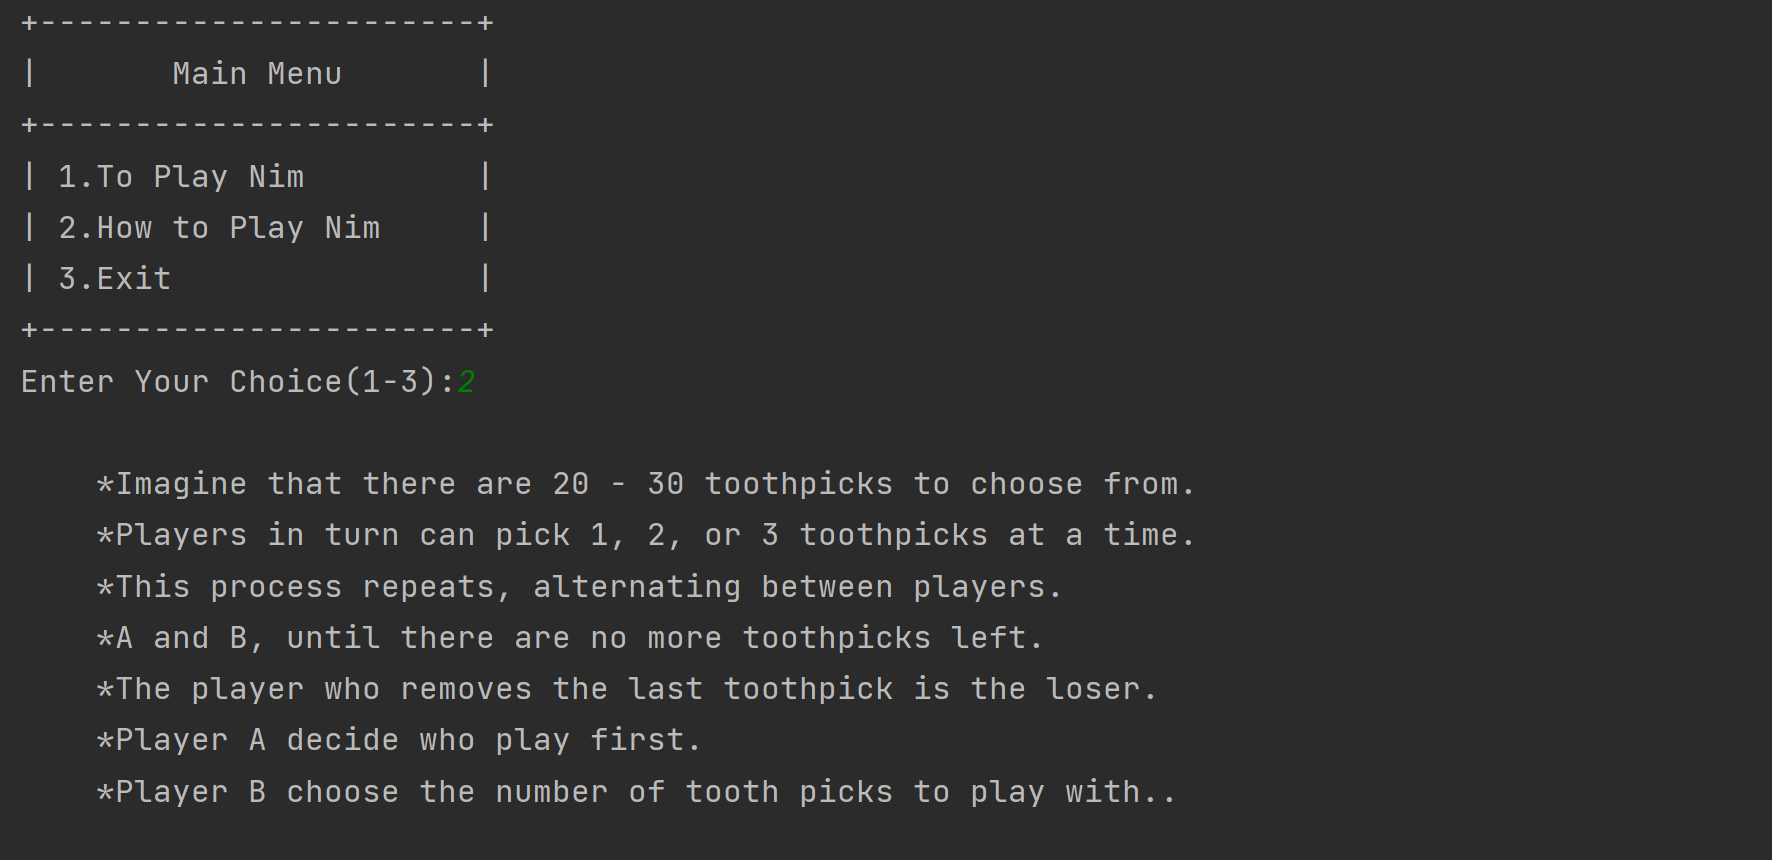 +-----------------------+
|       Main Menu       |
+-----------------------+
| 1.To Play Nim         |
| 2.How to Play Nim     |
| 3.Exit                |
+-----------------------+
Enter Your Choice(1-3):2
*Imagine that there are 20 - 30 toothpicks to choose from.
*Players in turn can pick 1, 2, or 3 toothpicks at a time.
*This process repeats, alternating between players.
*A and B, until there are no more toothpicks left.
*The player who removes the last toothpick is the loser.
*Player A decide who play first.
*Player B choose the number of tooth picks to play with..